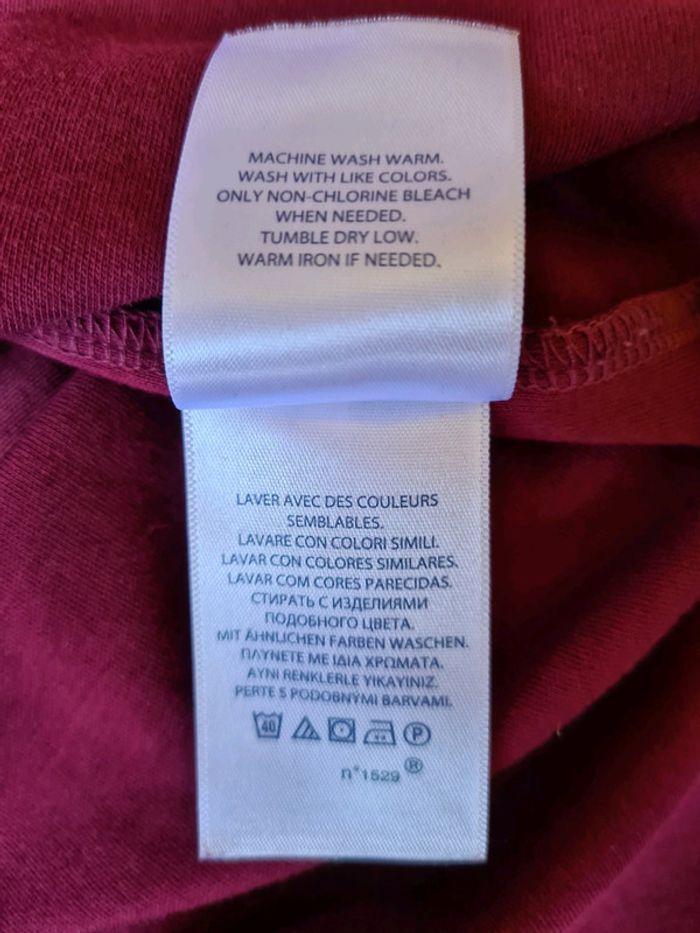 MACHINE WASH WARM.
WASH WITH LIKE COLORS.
ONLY NON-CHLORINE BLEACH
WHEN NEEDED.
TUMBLE DRY LOW.
WARM IRON IF NEEDED.
LAVER AVEC DES COULEURS
SEMBLABLES.
LAVARE CON COLORI SIMILI.
LAVAR CON COLORES SIMILARES.
LAVAR COM CORES PARECIDAS.
СТИРАТЬ С ИЗДЕЛИЯМИ
ПОДОБНОГО ЦВЕТА.
MIT ÄHNLICHEN FARBEN WASCHEN.
ΠΛΥΝΕΤΕ ΜΕ ΙΔΙΑ ΧΡΩΜΑΤΑ.
AYNI RENKLERLE YIKAYINIZ.
PERTE S PODOBNÝMI BARVAMI.
40 P
n°1529 ®